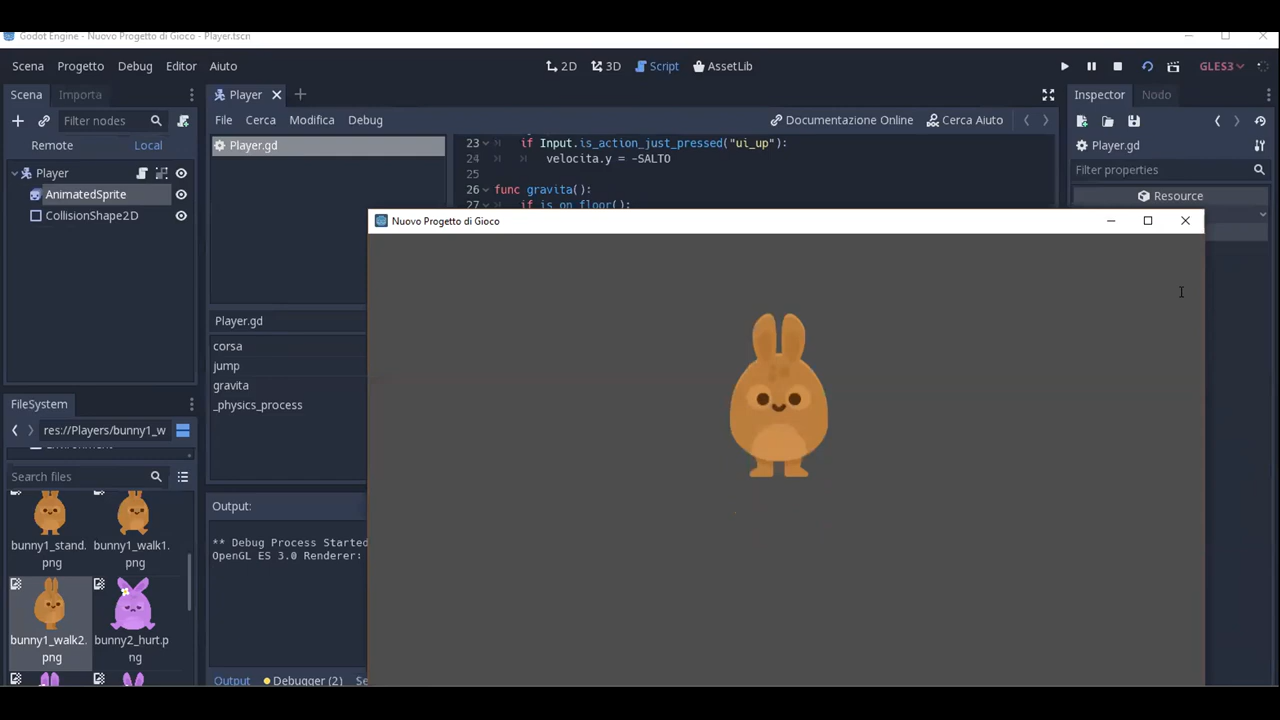 Godot Engine - Nuovo Progetto di Gioco - Player.tscn
Scena Progetto Debug Editor Aiuto
2D 3D Script AssetLib
GLES3
Scena Importa
Player
Inspector Nodo
Filter nodes
File Cerca Modifica Debug
Documentazione Online Cerca Aiuto
Remote Local
Player.gd
23 if Input.is_action_just_pressed("ui_up"):
24 velocita.y = -SALTO
25
26 func gravita():
27 if is_on_floor():
Player.gd
Filter properties
Resource
Player
AnimatedSprite
CollisionShape2D
Nuovo Progetto di Gioco
Player.gd
corsa
jump
gravita
_physics_process
FileSystem
res://Players/bunny1_w
Search files
bunny1_stand.
png
bunny1_walk1.
png
bunny1_walk2.
png
bunny2_hurt.p
ng
Output:
** Debug Process Started
OpenGL ES 3.0 Renderer:
Output Debugger (2)